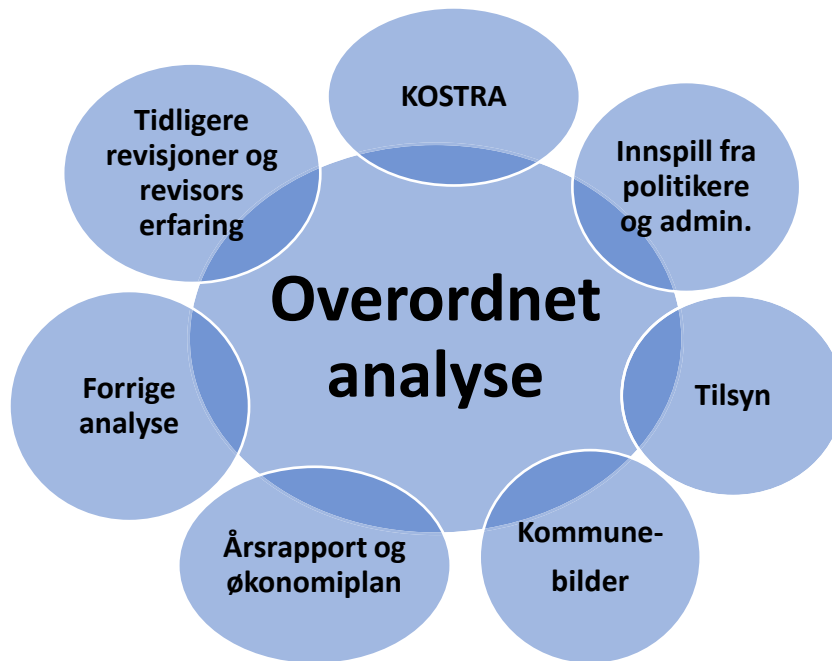 KOSTRA
Innspill fra
politikere
og admin.
Tilsyn
Kommune-
bilder
Årsrapport og
økonomiplan
Forrige
analyse
Tidligere
revisjoner og
revisors
erfaring
Overordnet
analyse